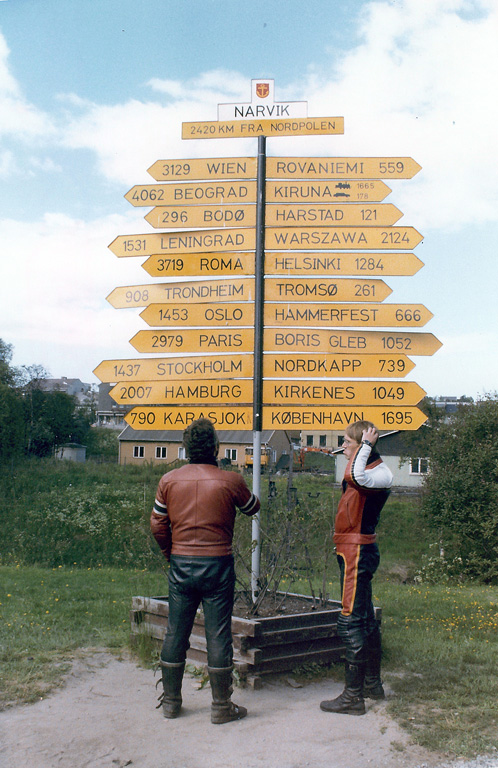 NARVIK
2420 KM FRA NORDPOLEN
3129 WIEN ROVANIEMI 559
4062 BEOGRAD KIRUNA 1665 178
296 BODØ HARSTAD 121
1531 LENINGRAD WARSZAWA 2124
3719 ROMA HELSINKI 1284
908 TRONDHEIM TROMSØ 261
1453 OSLO HAMMERFEST 666
2979 PARIS BORIS GLEB 1052
1437 STOCKHOLM NORDKAPP 739
2007 HAMBURG KIRKENES 1049
790 KARASJOK KØBENHAVN 1695